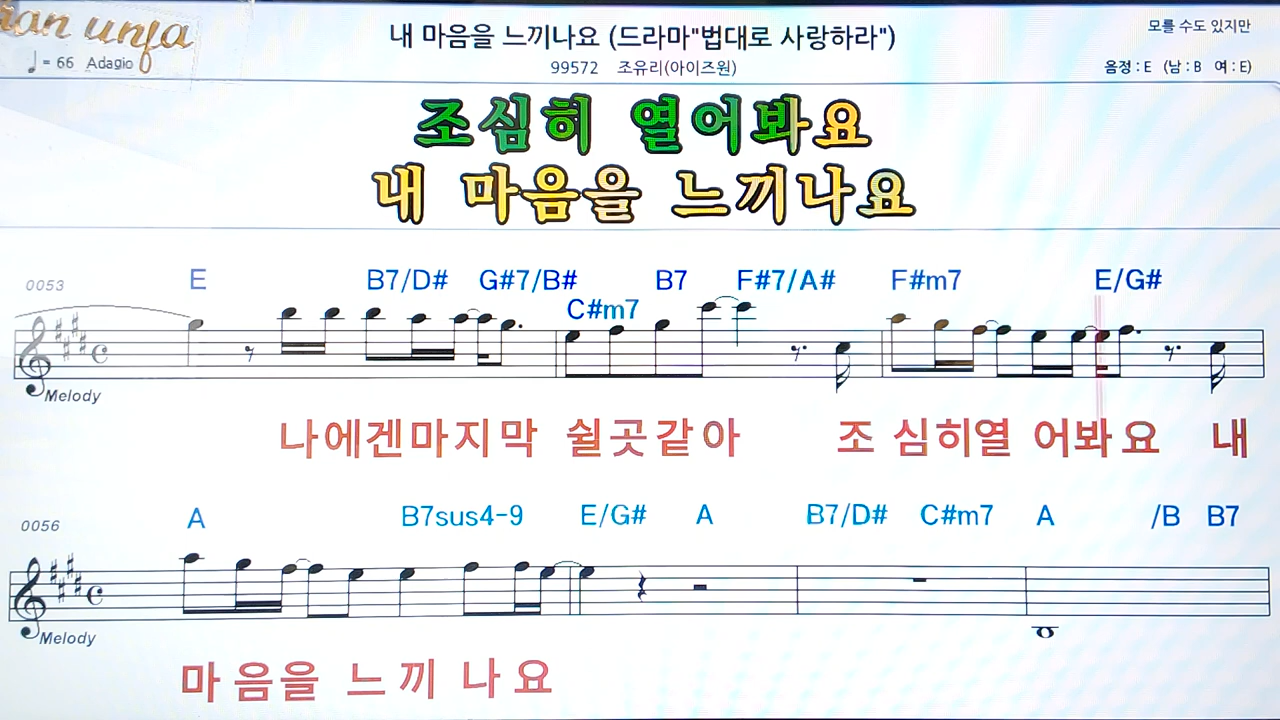 내 마음을 느끼나요 (드라마"법대로 사랑하라")
모를 수도 있지만
= 66 Adagio
99572 조유리(아이즈원)
음정 : E (남 : B 여 : E)
조심히 열어봐요
내 마음을 느끼나요
0053 E B7/D# G#7/B# C#m7 B7 F#7/A# F#m7 E/G#
Melody
나에겐마지막 쉴곳같아 조 심히열 어봐요 내
0056 A B7sus4-9 E/G# A B7/D# C#m7 A /B B7
Melody
마음을 느끼 나요